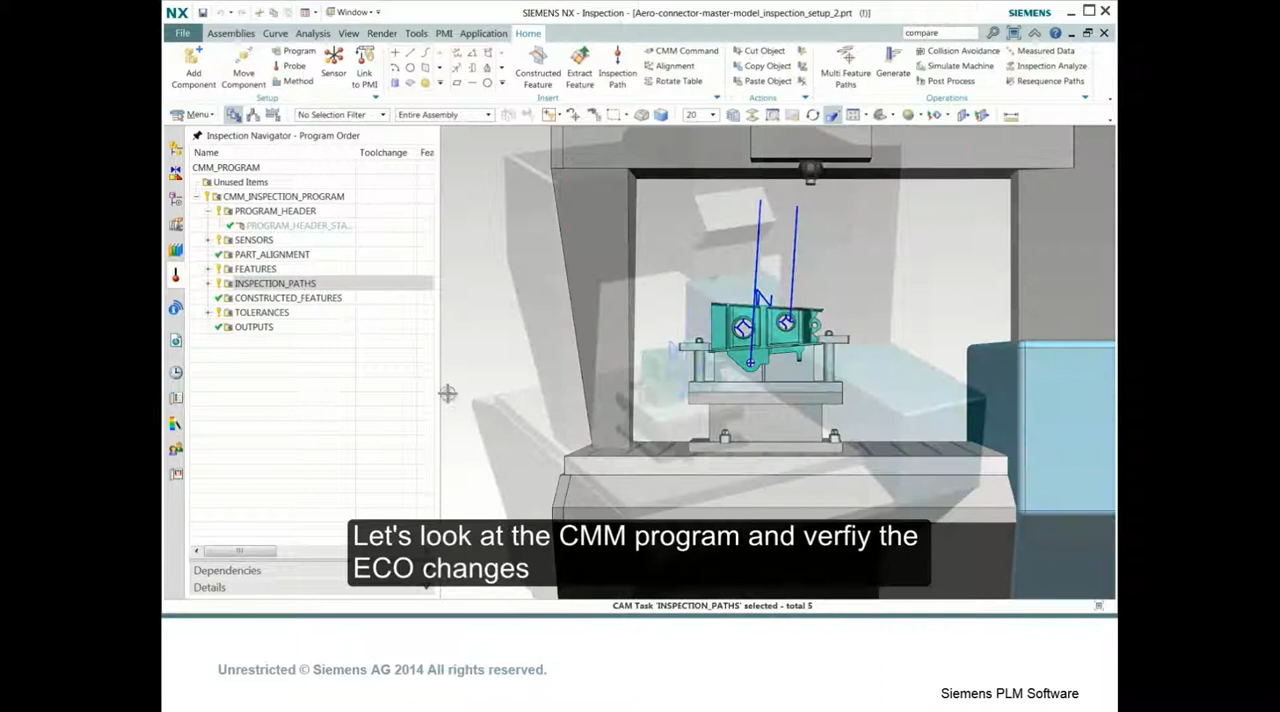 NX
Window
SIEMENS NX - Inspection - [Aero-connector-master-model_inspection_setup_2.prt (!)]
SIEMENS
File
Assemblies
Curve
Analysis
View
Render
Tools
PMI
Application
Home
compare
Add Component
Move Component
Program
Probe
Method
Sensor
Link to PMI
Constructed Feature
Extract Feature
Inspection Path
CMM Command
Alignment
Rotate Table
Cut Object
Copy Object
Paste Object
Multi Feature Paths
Generate
Collision Avoidance
Simulate Machine
Post Process
Measured Data
Inspection Analyze
Resequence Paths
Setup
Insert
Actions
Operations
Menu
No Selection Filter
Entire Assembly
20
Inspection Navigator - Program Order
Name
Toolchange
Fea
CMM_PROGRAM
Unused Items
CMM_INSPECTION_PROGRAM
PROGRAM_HEADER
PROGRAM_HEADER_STA...
SENSORS
PART_ALIGNMENT
FEATURES
INSPECTION_PATHS
CONSTRUCTED_FEATURES
TOLERANCES
OUTPUTS
Let's look at the CMM program and verfiy the
ECO changes
Dependencies
Details
CAM Task 'INSPECTION_PATHS' selected - total 5
Unrestricted © Siemens AG 2014 All rights reserved.
Siemens PLM Software